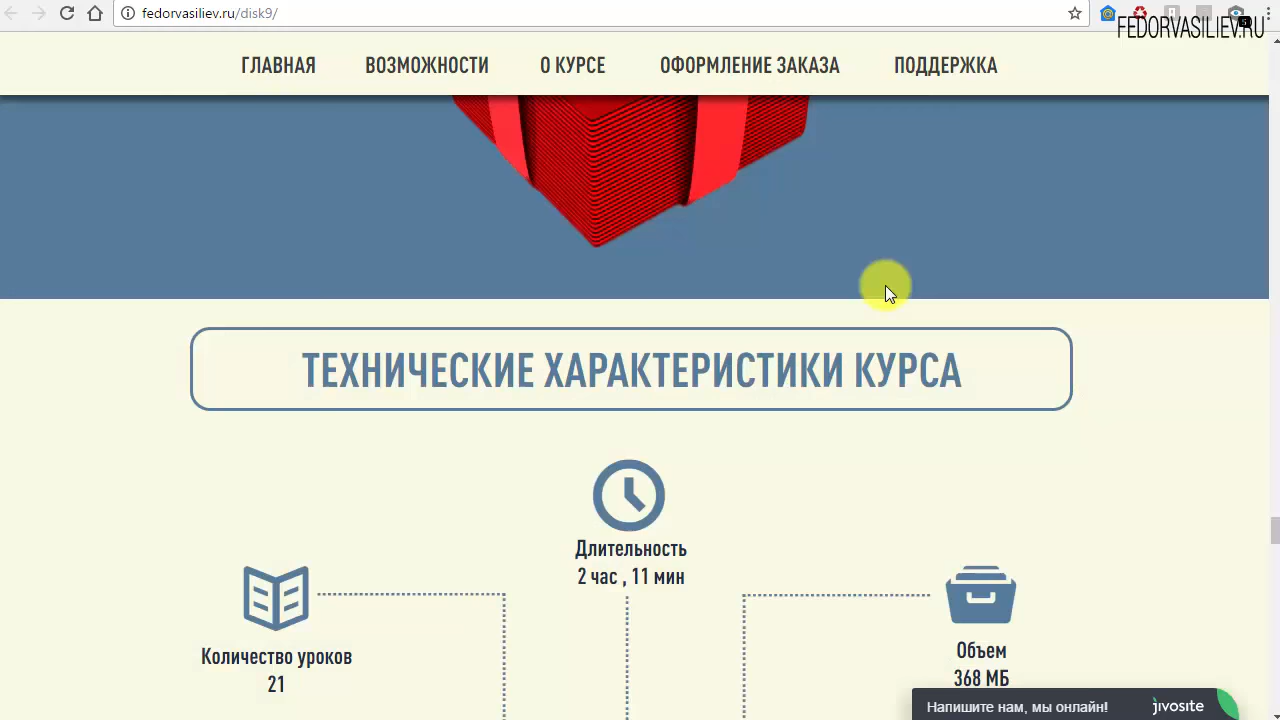 fedorvasiliev.ru/disk9/
FEDORVASILIEV.RU
ГЛАВНАЯ ВОЗМОЖНОСТИ О КУРСЕ ОФОРМЛЕНИЕ ЗАКАЗА ПОДДЕРЖКА
ТЕХНИЧЕСКИЕ ХАРАКТЕРИСТИКИ КУРСА
Длительность
2 час , 11 мин
Количество уроков
21
Объем
368 МБ
Напишите нам, мы онлайн! jivosite